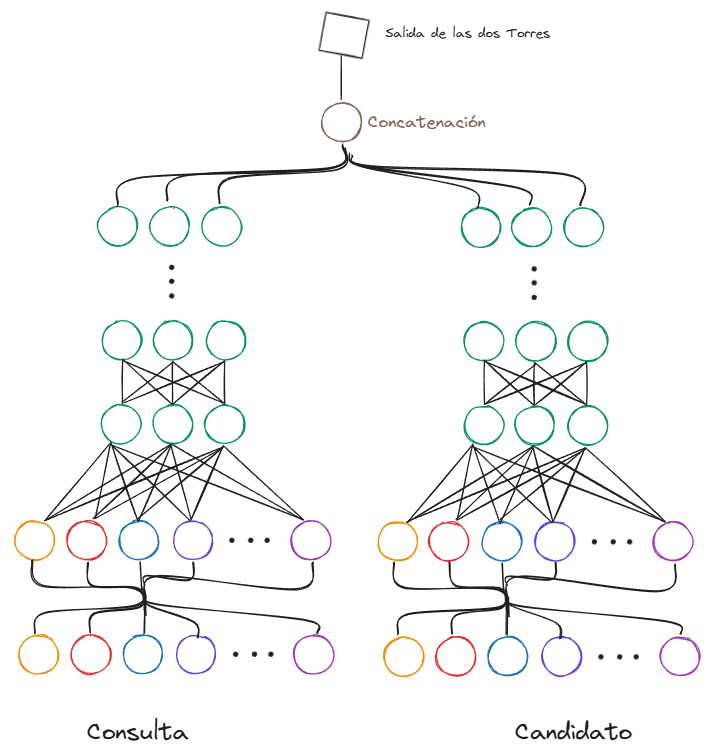 Salida de las dos Torres
Concatenación
Consulta
Candidato